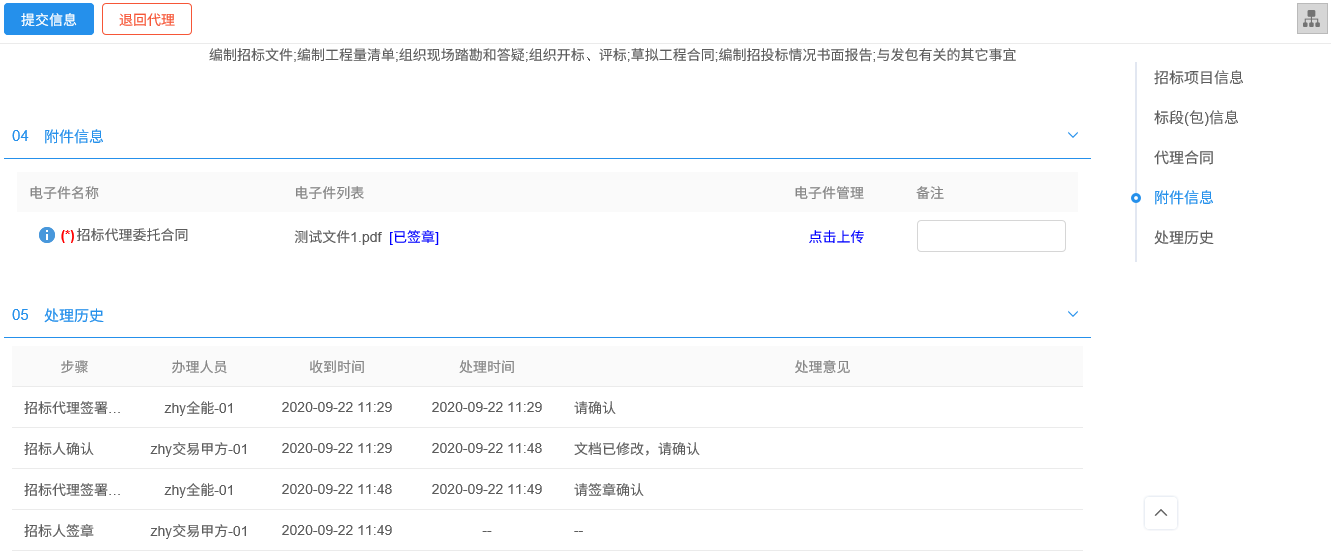 提交信息 退回代理
编制招标文件;编制工程量清单;组织现场踏勘和答疑;组织开标、评标;草拟工程合同;编制招投标情况书面报告;与发包有关的其它事宜
04 附件信息
电子件名称 电子件列表 电子件管理 备注
(*)招标代理委托合同 测试文件1.pdf [已签章] 点击上传
05 处理历史
步骤 办理人员 收到时间 处理时间 处理意见
招标代理签署... zhy全能-01 2020-09-22 11:29 2020-09-22 11:29 请确认
招标人确认 zhy交易甲方-01 2020-09-22 11:29 2020-09-22 11:48 文档已修改，请确认
招标代理签署... zhy全能-01 2020-09-22 11:48 2020-09-22 11:49 请签章确认
招标人签章 zhy交易甲方-01 2020-09-22 11:49 -- --
招标项目信息
标段(包)信息
代理合同
附件信息
处理历史